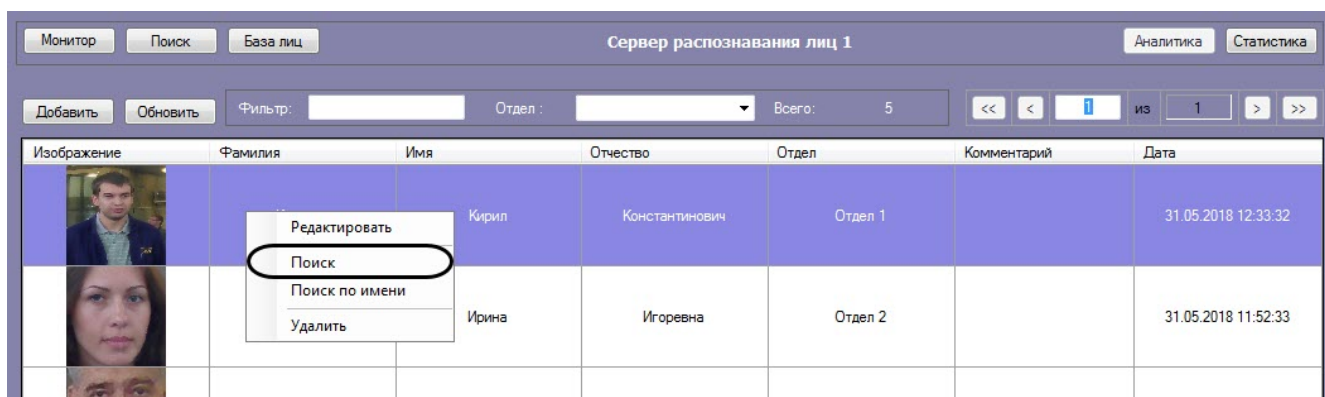 Монитор Поиск База лиц Сервер распознавания лиц 1 Аналитика Статистика
Добавить Обновить Фильтр: Отдел : Всего: 5 << < 1 из 1 > >>
Изображение Фамилия Имя Отчество Отдел Комментарий Дата
Кирил Константинович Отдел 1 31.05.2018 12:33:32
Редактировать
Поиск
Поиск по имени
Удалить
Ирина Игоревна Отдел 2 31.05.2018 11:52:33